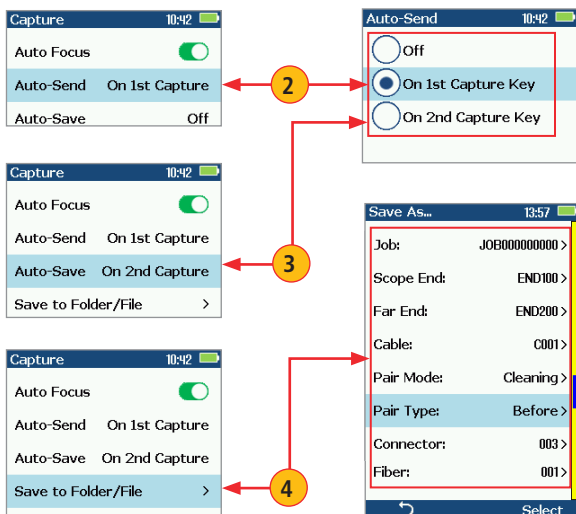 Capture 10:42
Auto Focus
Auto-Send On 1st Capture
Auto-Save Off
2
Auto-Send 10:42
Off
On 1st Capture Key
On 2nd Capture Key
Capture 10:42
Auto Focus
Auto-Send On 1st Capture
Auto-Save On 2nd Capture
Save to Folder/File >
3
Capture 10:42
Auto Focus
Auto-Send On 1st Capture
Auto-Save On 2nd Capture
Save to Folder/File >
4
Save As... 13:57
Job: JOB000000000 >
Scope End: END100 >
Far End: END200 >
Cable: C001 >
Pair Mode: Cleaning >
Pair Type: Before >
Connector: 003 >
Fiber: 001 >
Select